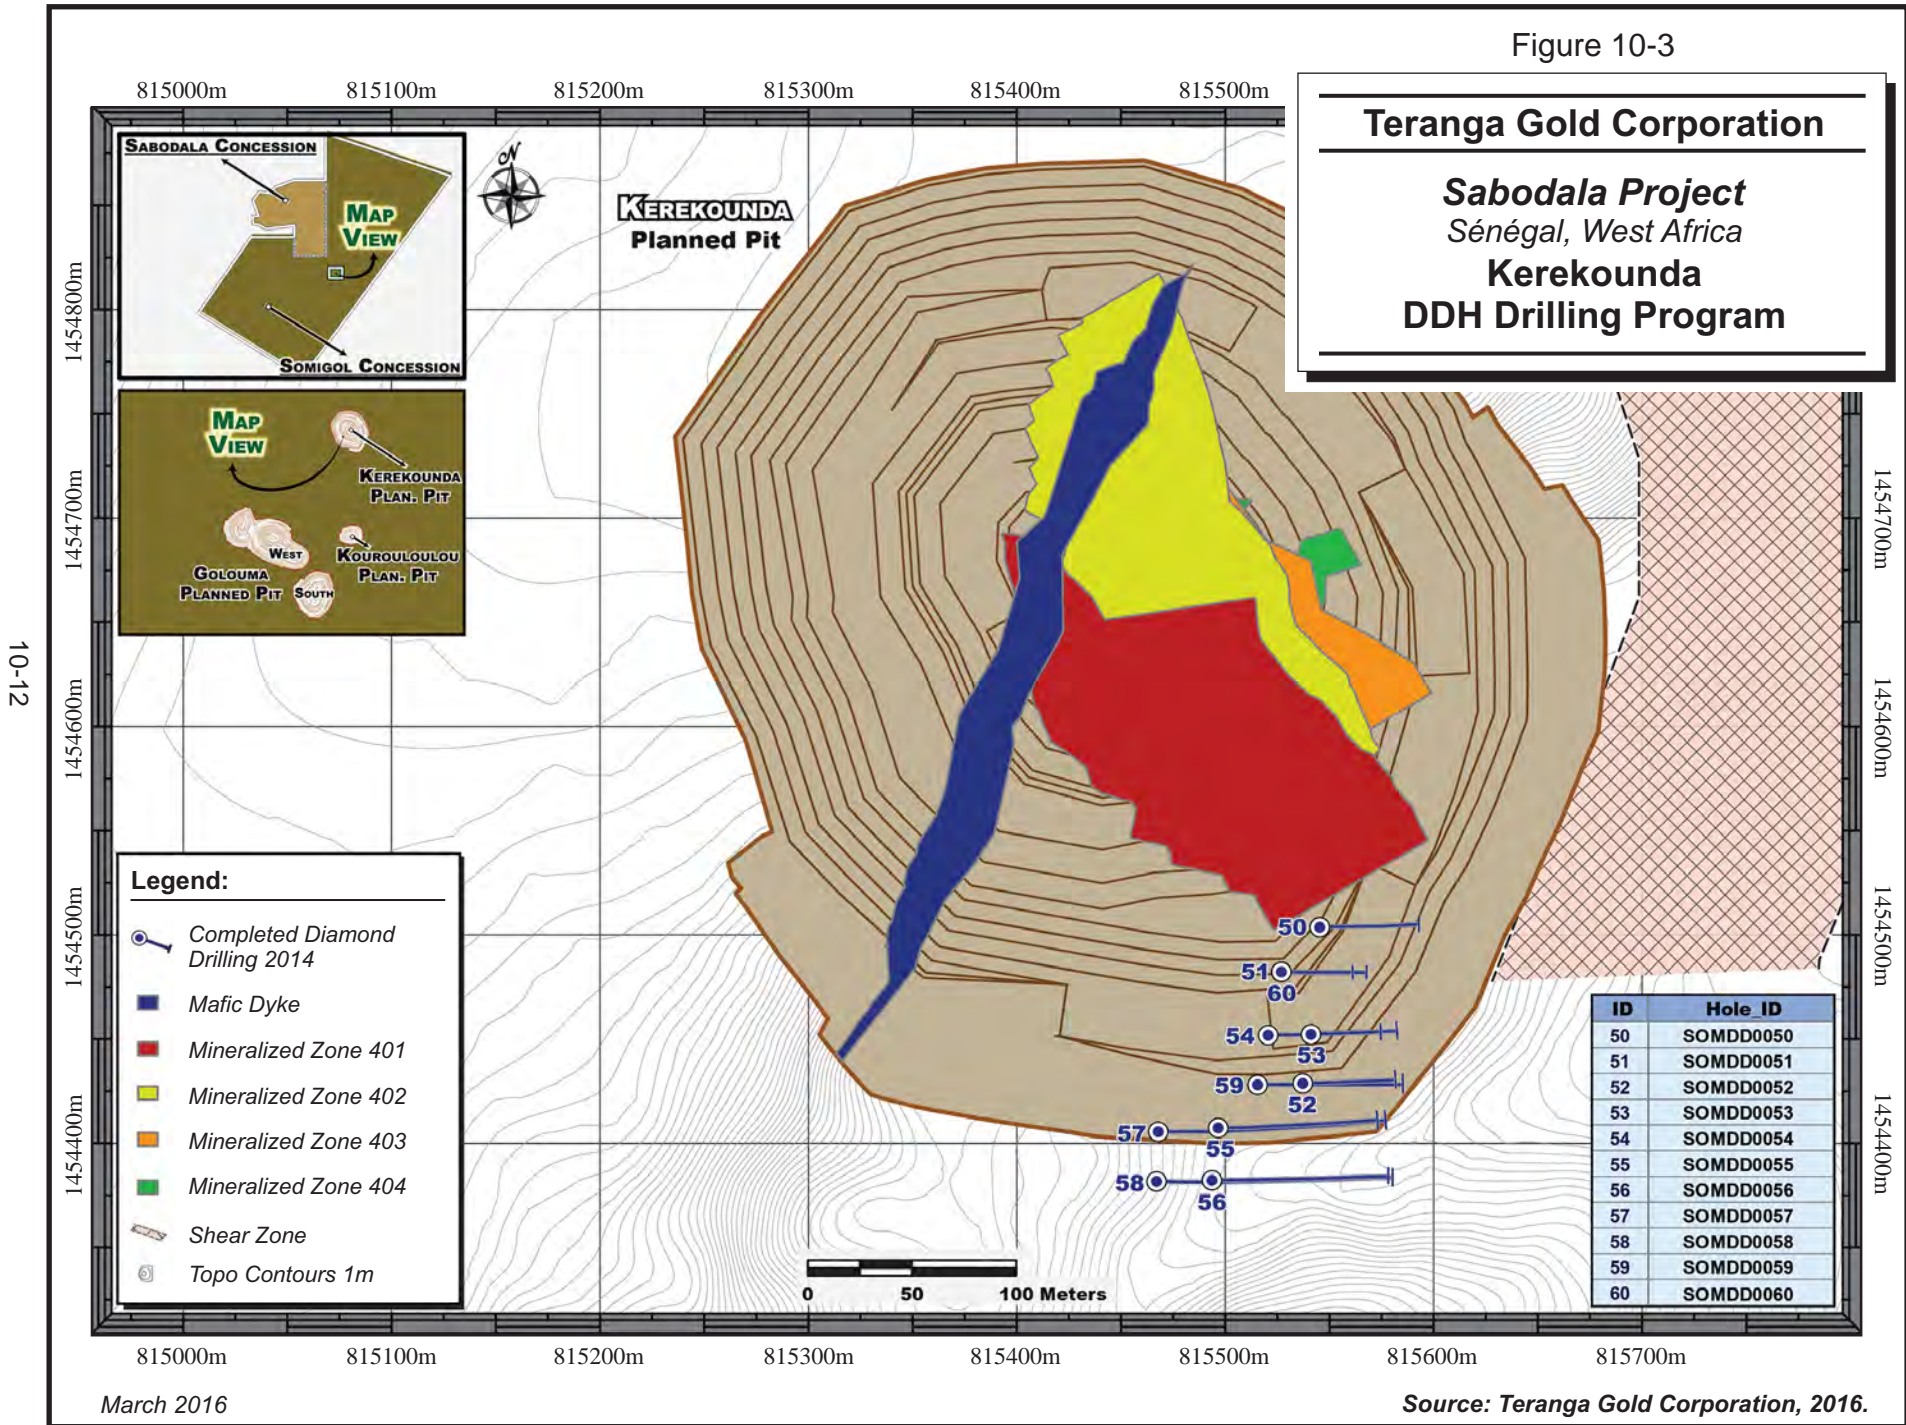 Figure 10-3
Teranga Gold Corporation
Sabodala Project
Sénégal, West Africa
Kerekounda
DDH Drilling Program
815000m 815100m 815200m 815300m 815400m 815500m
SABODALA CONCESSION
MAP
VIEW
SOMIGOL CONCESSION
N
KEREKOUNDA
Planned Pit
MAP
VIEW
KEREKOUNDA
PLAN. PIT
WEST
KOUROULOULOU
PLAN. PIT
GOLOUMA
PLANNED PIT
SOUTH
1454800m
1454700m
1454600m
1454500m
1454400m
1454700m
1454600m
1454500m
1454400m
10-12
Legend:
Completed Diamond
Drilling 2014
Mafic Dyke
Mineralized Zone 401
Mineralized Zone 402
Mineralized Zone 403
Mineralized Zone 404
Shear Zone
Topo Contours 1m
50
51
60
54
53
59
52
57
55
58
56
0 50 100 Meters
ID Hole_ID
50 SOMDD0050
51 SOMDD0051
52 SOMDD0052
53 SOMDD0053
54 SOMDD0054
55 SOMDD0055
56 SOMDD0056
57 SOMDD0057
58 SOMDD0058
59 SOMDD0059
60 SOMDD0060
815000m 815100m 815200m 815300m 815400m 815500m 815600m 815700m
March 2016
Source: Teranga Gold Corporation, 2016.